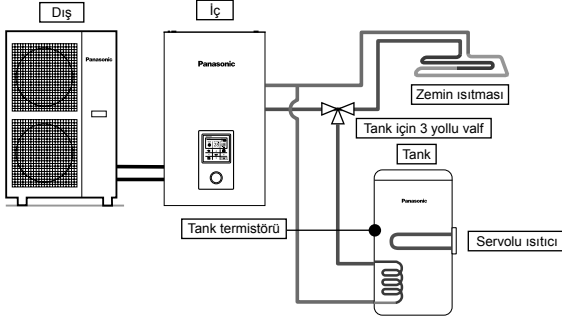 Dış
İç
Panasonic
Panasonic
Zemin ısıtması
Tank için 3 yollu valf
Tank
Panasonic
Tank termistörü
Servolu ısıtıcı